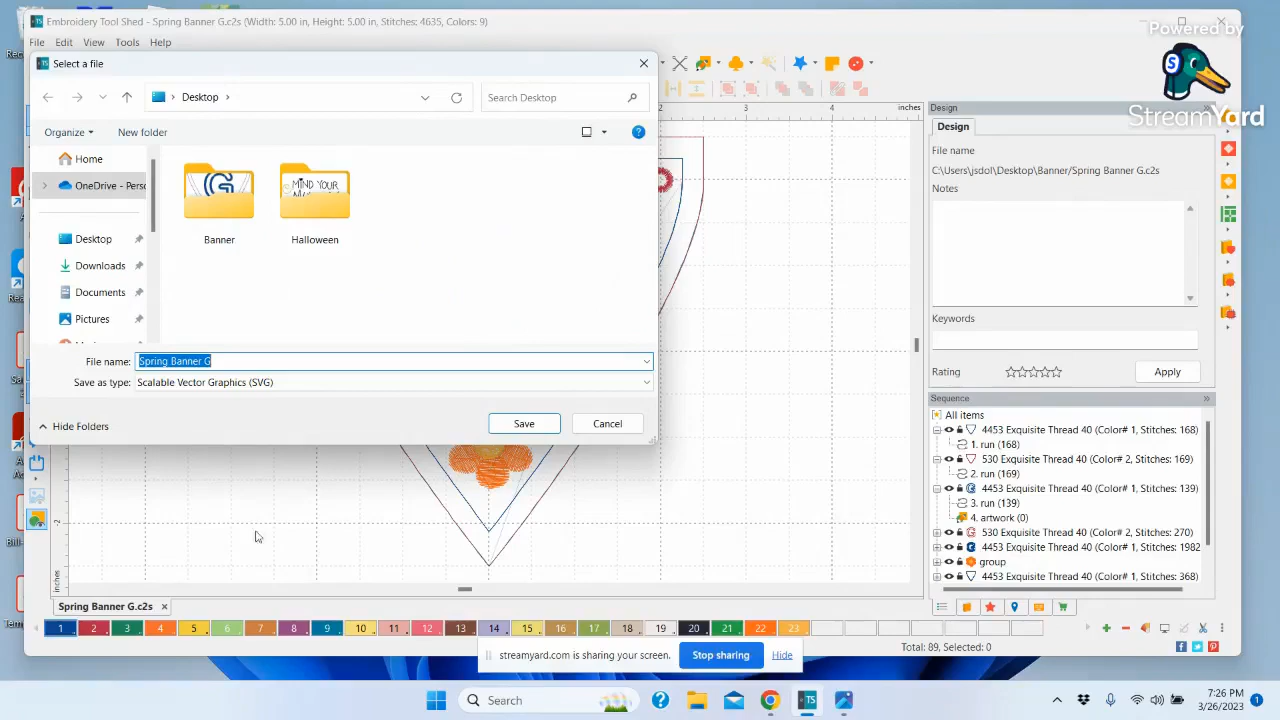 Embroidery Tool Shed - Spring Banner G.c2s (Width: 5.00 in, Height: 5.00 in, Stitches: 4635, Colors: 9)
File Edit View Tools Help
Powered by
StreamYard
Select a file
Desktop
Search Desktop
Organize
New folder
Home
OneDrive - Perso
Desktop
Downloads
Documents
Pictures
MIND YOUR
Banner
Halloween
File name: Spring Banner G
Save as type: Scalable Vector Graphics (SVG)
Hide Folders
Save
Cancel
2
3
4
inches
-2
inches
Design
Design
File name
C:\Users\jsdol\Desktop\Banner/Spring Banner G.c2s
Notes
Keywords
Rating
Apply
Sequence
All items
4453 Exquisite Thread 40 (Color# 1, Stitches: 168)
1. run (168)
530 Exquisite Thread 40 (Color# 2, Stitches: 169)
2. run (169)
4453 Exquisite Thread 40 (Color# 1, Stitches: 139)
3. run (139)
4. artwork (0)
530 Exquisite Thread 40 (Color# 2, Stitches: 270)
4453 Exquisite Thread 40 (Color# 1, Stitches: 1982
group
4453 Exquisite Thread 40 (Color# 1, Stitches: 368)
Spring Banner G.c2s
1 2 3 4 5 6 7 8 9 10 11 12 13 14 15 16 17 18 19 20 21 22 23
Total: 89, Selected: 0
streamyard.com is sharing your screen.
Stop sharing
Hide
Search
7:26 PM
3/26/2023